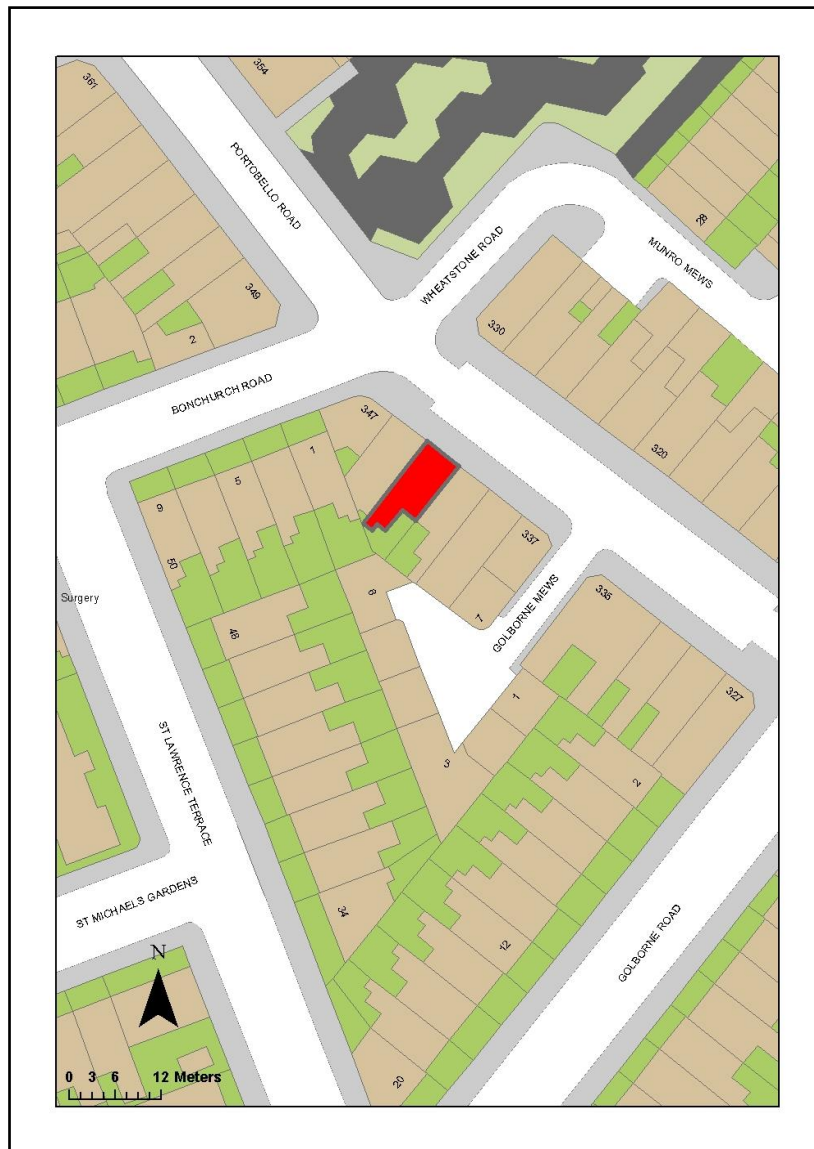 361
354
PORTOBELLO ROAD
WHEATSTONE ROAD
28
MUNRO MEWS
349
2
330
BONCHURCH ROAD
347
320
1
5
9
50
337
Surgery
GOLBORNE MEWS
6
7
335
48
1
327
3
2
ST LAWRENCE TERRACE
ST MICHAELS GARDENS
34
12
GOLBORNE ROAD
N
20
0 3 6 12 Meters